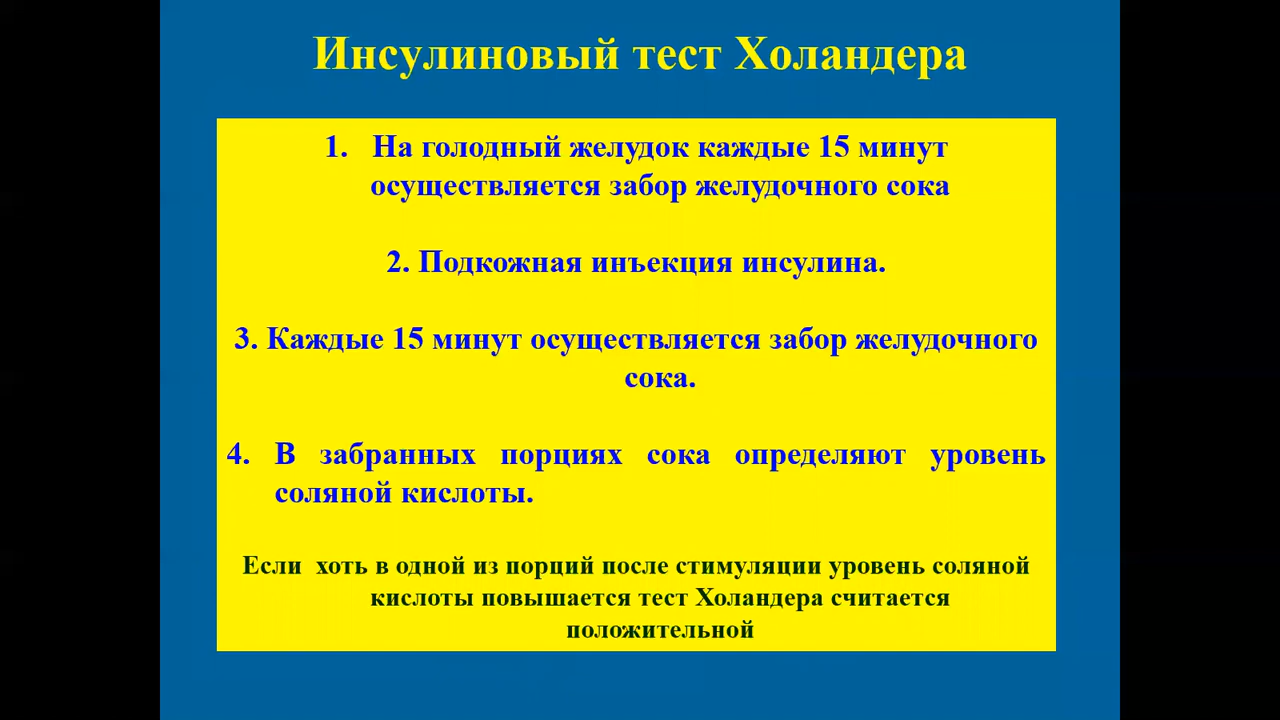 Инсулиновый тест Холандера
1. На голодный желудок каждые 15 минут
осуществляется забор желудочного сока
2. Подкожная инъекция инсулина.
3. Каждые 15 минут осуществляется забор желудочного
сока.
4. В забранных порциях сока определяют уровень
соляной кислоты.
Если хоть в одной из порций после стимуляции уровень соляной
кислоты повышается тест Холандера считается
положительной